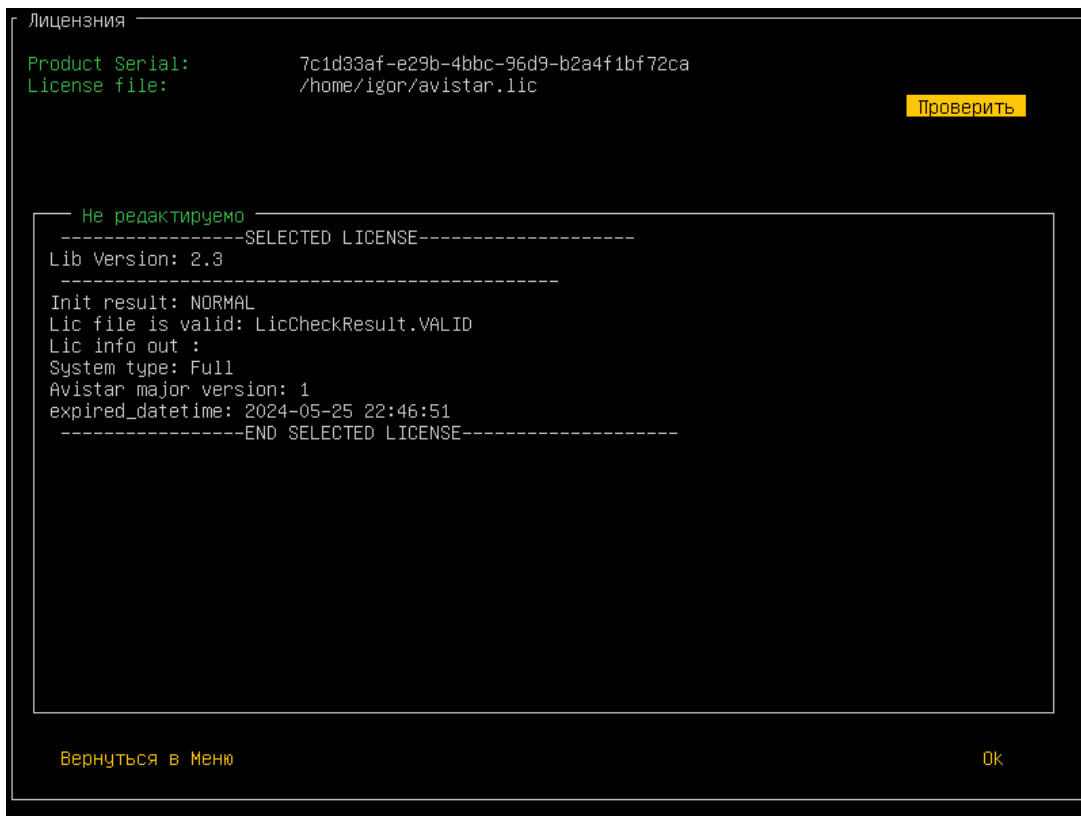 Лицензния
Product Serial: 7c1d33af-e29b-4bbc-96d9-b2a4f1bf72ca
License file: /home/igor/avistar.lic
Проверить
Не редактируемо
-----------------SELECTED LICENSE--------------------
Lib Version: 2.3
----------------------------------------------
Init result: NORMAL
Lic file is valid: LicCheckResult.VALID
Lic info out :
System type: Full
Avistar major version: 1
expired_datetime: 2024-05-25 22:46:51
-----------------END SELECTED LICENSE--------------------
Вернуться в Меню Ok